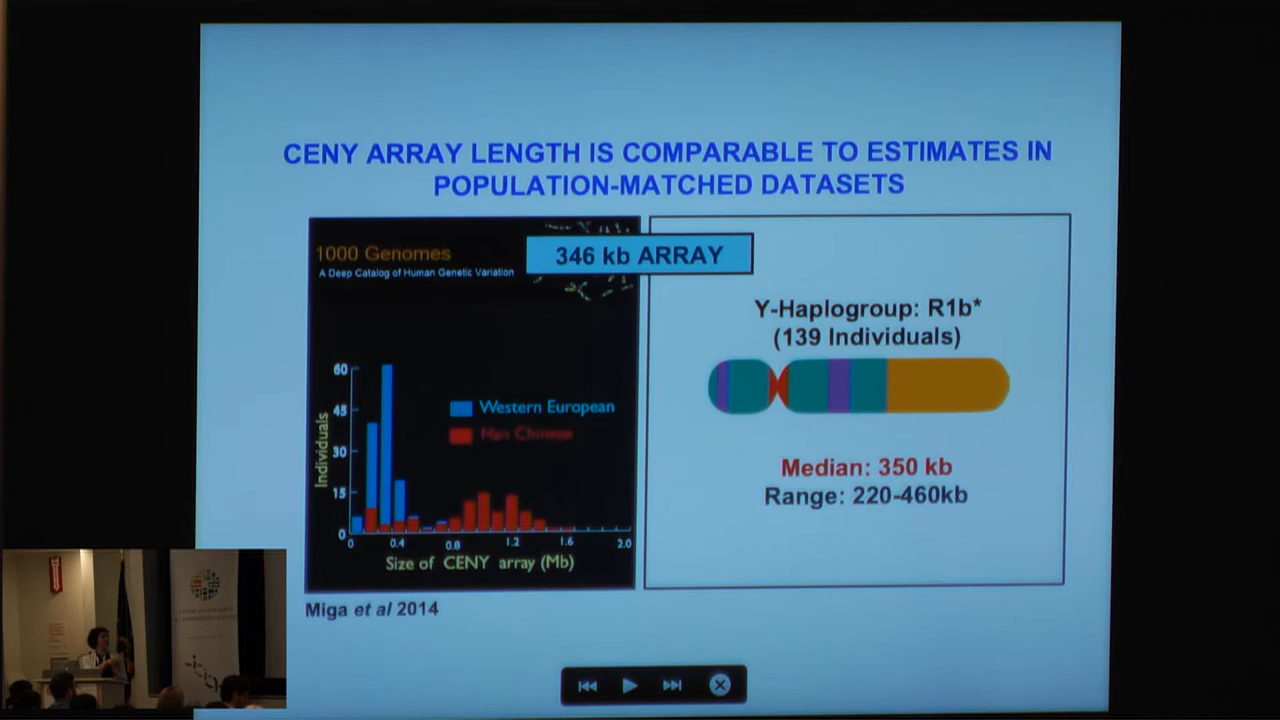 CENY ARRAY LENGTH IS COMPARABLE TO ESTIMATES IN
POPULATION-MATCHED DATASETS
1000 Genomes
A Deep Catalog of Human Genetic Variation
346 kb ARRAY
Y-Haplogroup: R1b*
(139 Individuals)
60
45
30
15
0
Individuals
Western European
Han Chinese
0 0.4 0.8 1.2 1.6 2.0
Size of CENY array (Mb)
Median: 350 kb
Range: 220-460kb
Miga et al 2014